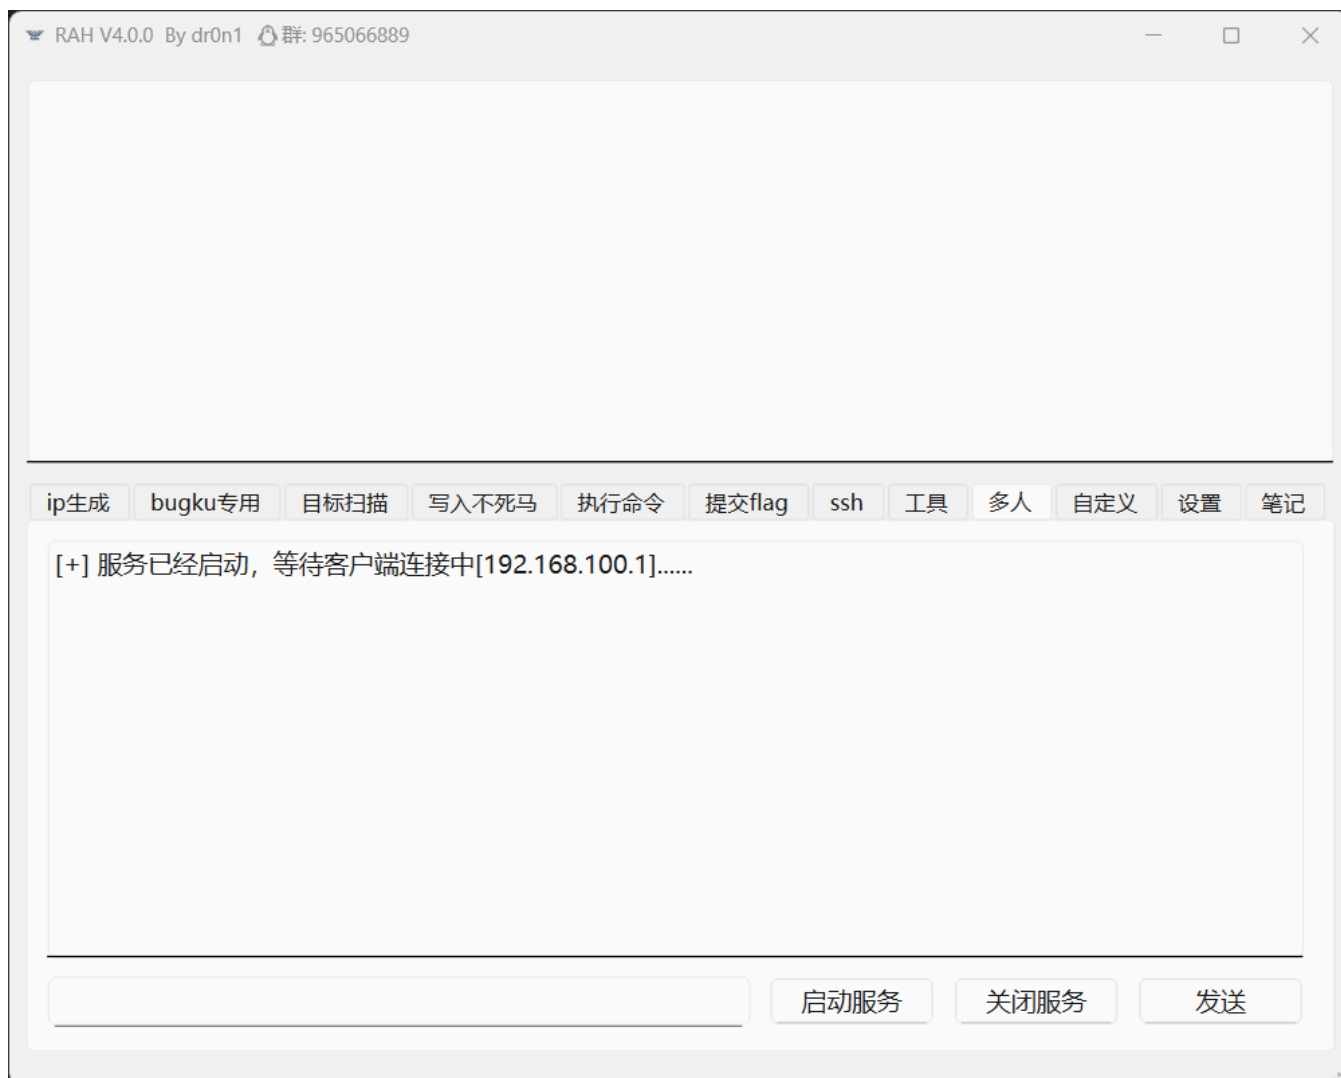 RAH V4.0.0 By dr0n1 群: 965066889
ip生成 bugku专用 目标扫描 写入不死马 执行命令 提交flag ssh 工具 多人 自定义 设置 笔记
[+] 服务已经启动，等待客户端连接中[192.168.100.1]......
启动服务 关闭服务 发送